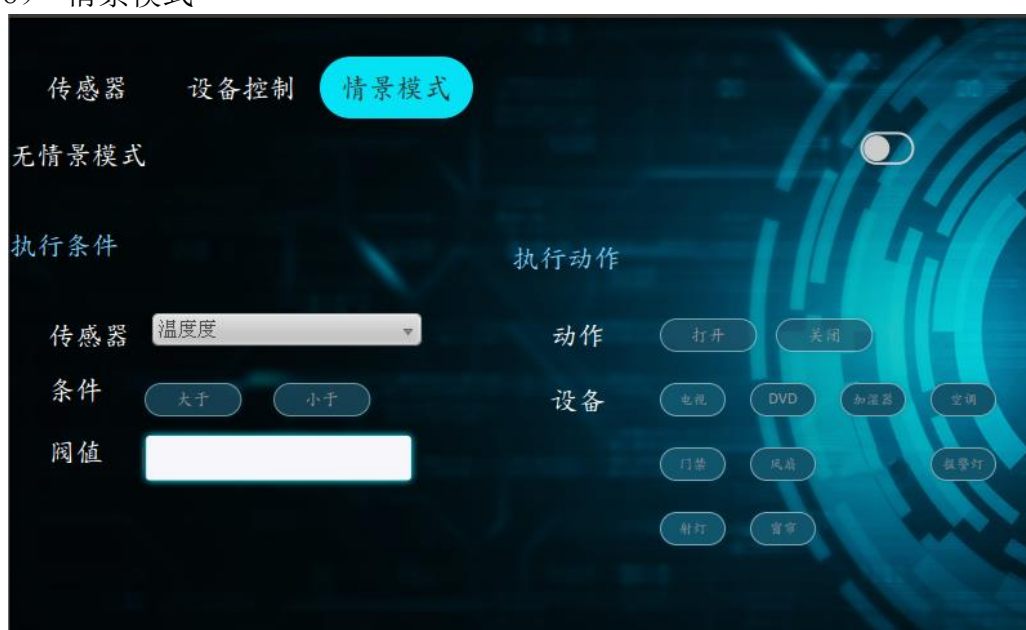 传感器 设备控制 情景模式
无情景模式
执行条件
执行动作
传感器 温度度
动作 打开 关闭
条件 大于 小于
设备 电视 DVD 加湿器 空调
阀值
门禁 风扇 报警灯
射灯 窗帘